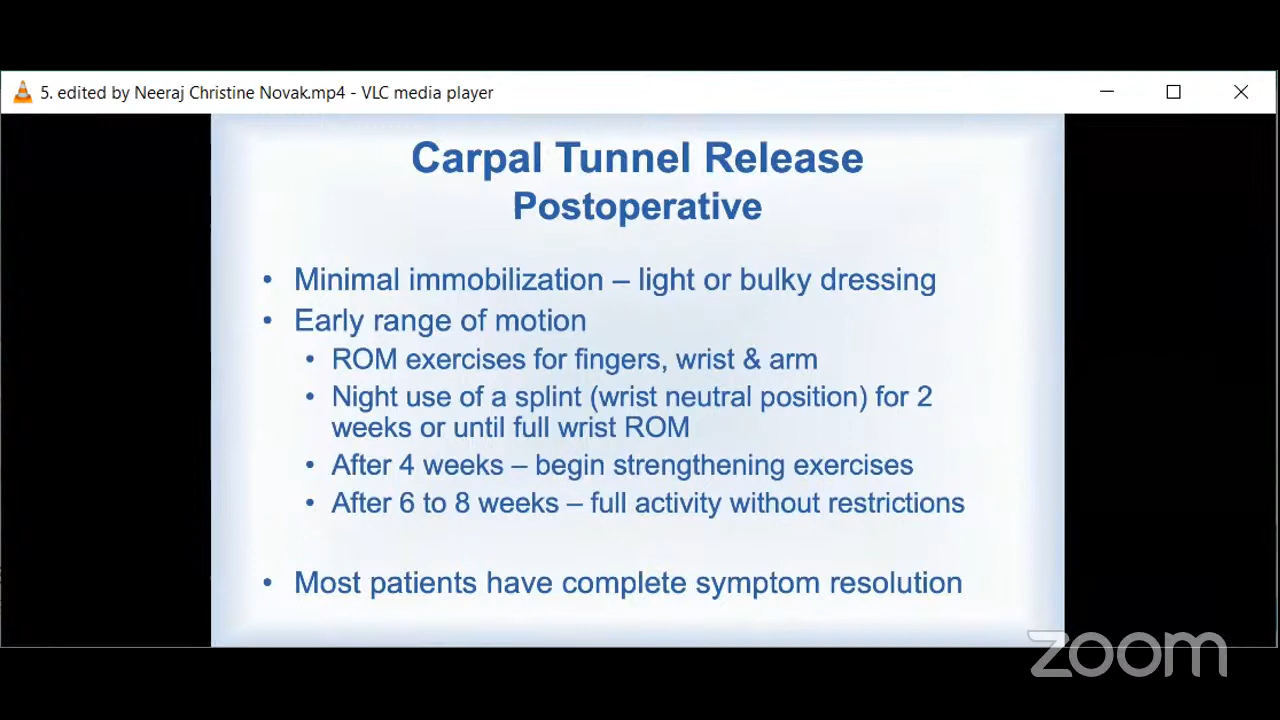 5. edited by Neeraj Christine Novak.mp4 - VLC media player
Carpal Tunnel Release
Postoperative
• Minimal immobilization – light or bulky dressing
• Early range of motion
• ROM exercises for fingers, wrist & arm
• Night use of a splint (wrist neutral position) for 2
weeks or until full wrist ROM
• After 4 weeks – begin strengthening exercises
• After 6 to 8 weeks – full activity without restrictions
• Most patients have complete symptom resolution
zoom